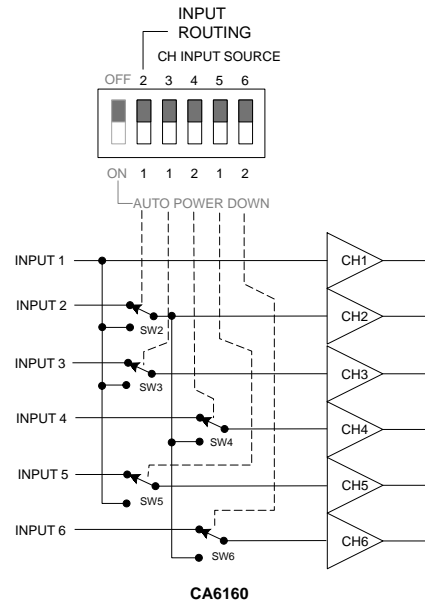 INPUT
ROUTING
CH INPUT SOURCE
OFF 2 3 4 5 6
ON 1 1 2 1 2
AUTO POWER DOWN
INPUT 1 CH1
INPUT 2 CH2
SW2
INPUT 3 CH3
SW3
INPUT 4 CH4
SW4
INPUT 5 CH5
SW5
INPUT 6 CH6
SW6
CA6160